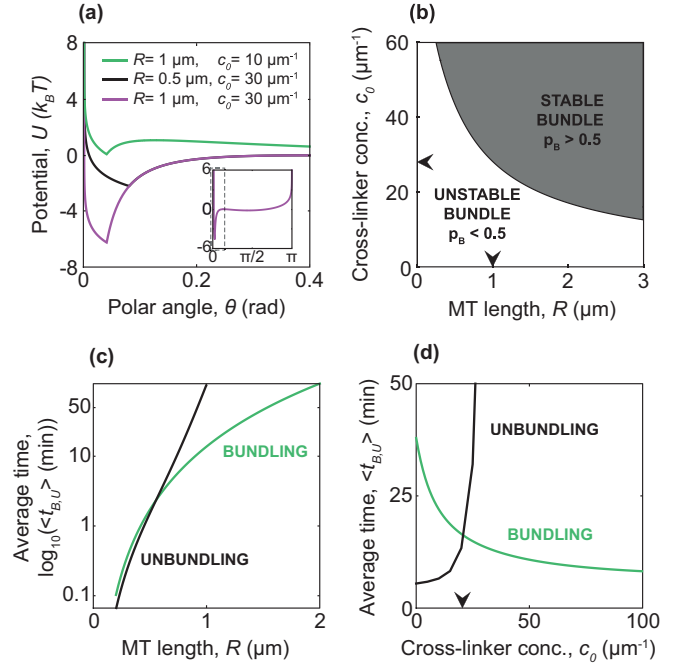 (a)
R= 1 µm, c₀= 10 µm⁻¹
R= 0.5 µm, c₀= 30 µm⁻¹
R= 1 µm, c₀= 30 µm⁻¹
8
4
0
-4
-8
Potential, U (k_BT)
6
0
-6
0
π/2
π
0
0.2
0.4
Polar angle, θ (rad)
(b)
60
40
20
0
Cross-linker conc., c₀ (µm⁻¹)
STABLE
BUNDLE
p_B > 0.5
UNSTABLE
BUNDLE
p_B < 0.5
0
1
2
3
MT length, R (µm)
(c)
50
10
1
0.1
Average time,
log₁₀(<t_B,U> (min))
BUNDLING
UNBUNDLING
0
1
2
MT length, R (µm)
(d)
50
25
0
Average time, <t_B,U> (min)
UNBUNDLING
BUNDLING
0
50
100
Cross-linker conc., c₀ (µm⁻¹)